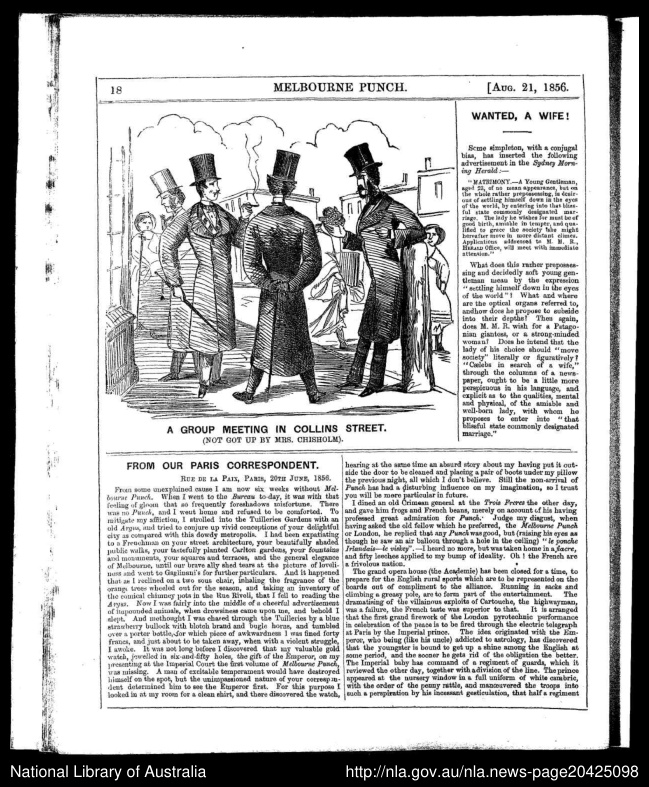 18
MELBOURNE PUNCH.
[AUG. 21, 1856.
A GROUP MEETING IN COLLINS STREET.
(NOT GOT UP BY MRS. CHISHOLM).
WANTED, A WIFE!
Some simpleton, with a conjugal
bias, has inserted the following
advertisement in the Sydney Morn-
ing Herald:—
"MATRIMONY.—A Young Gentleman,
aged 25, of no mean appearance, but on
the whole rather prepossessing, is desir-
ous of settling himself down in the eyes
of the world, by entering into that bliss-
ful state commonly designated mar-
riage. The lady he wishes for must be of
good birth, amiable in temper, and qua-
lified to grace the society she might
hereafter move in more distant climes.
Applications addressed to M. M. R.,
HERALD Office, will meet with immediate
attention."
What does this rather preposses-
sing and decidedly soft young gen-
tleman mean by the expression
"settling himself down in the eyes
of the world"? What and where
are the optical organs referred to,
andhow does he propose to subside
into their depths? Then again,
does M. M. R. wish for a Patago-
nian giantess, or a strong-minded
woman? Does he intend that the
lady of his choice should "move
society" literally or figuratively?
"Cœlebs in search of a wife,"
through the columns of a news-
paper, ought to be a little more
perspicuous in his language, and
explicit as to the qualities, mental
and physical, of the amiable and
well-born lady, with whom he
proposes to enter into "that
blissful state commonly designated
marriage."
FROM OUR PARIS CORRESPONDENT.
RUE DE LA PAIX, PARIS, 20TH JUNE, 1856.
From some unexplained cause I am now six weeks without Mel-
bourne Punch. When I went to the Bureau to-day, it was with that
feeling of gloom that so frequently foreshadows misfortune. There
was no Punch, and I went home and refused to be comforted. To
mitigate my affliction, I strolled into the Tuilleries Gardens with an
old Argus, and tried to conjure up vivid conceptions of your delightful
city as compared with this dowdy metropolis. I had been expatiating
to a Frenchman on your street architecture, your beautifully shaded
public walks, your tastefully planted Carlton gardens, your fountains
and monuments, your squares and terraces, and the general elegance
of Melbourne, until our brave ally shed tears at the picture of loveli-
ness and went to Gaglinani's for further particulars. And it happened
that as I reclined on a two sous chair, inhaling the fragrance of the
orange trees wheeled out for the season, and taking an inventory of
the conical chimney pots in the Rue Rivoli, that I fell to reading the
Argus. Now I was fairly into the middle of a cheerful advertisement
of impounded animals, when drowsiness came upon me, and behold I
slept. And methought I was chased through the Tuilleries by a blue
strawberry bullock with blotch brand and bugle horns, and tumbled
over a porter bottle, for which piece of awkwardness I was fined forty
francs, and just about to be taken away, when with a violent struggle,
I awoke. It was not long before I discovered that my valuable gold
watch, jewelled in six-and-fifty holes, the gift of the Emperor, on my
presenting at the Imperial Court the first volume of Melbourne Punch,
was missing. A man of excitable temperament would have destroyed
himself on the spot, but the unimpassioned nature of your correspon-
dent determined him to see the Emperor first. For this purpose I
looked in at my room for a clean shirt, and there discovered the watch,
hearing at the same time an absurd story about my having put it out-
side the door to be cleaned and placing a pair of boots under my pillow
the previous night, all which I don't believe. Still the non-arrival of
Punch has had a disturbing influence on my imagination, so I trust
you will be more particular in future.
I dined an old Crimean general at the Trois Freres the other day,
and gave him frogs and French beans, merely on account of his having
professed great admiration for Punch. Judge my disgust, when
having asked the old fellow which he preferred, the Melbourne Punch
or London, he replied that any Punch was good, but (raising his eyes as
though he saw an air balloon through a hole in the ceiling) "le ponche
Irlandais—le viskey".—I heard no more, but was taken home in a facre,
and fifty leeches applied to my bump of ideality. Oh! the French are
a frivolous nation.
The grand opera house (the Academie) has been closed for a time, to
prepare for the English rural sports which are to be represented on the
boards out of compliment to the alliance. Running in sacks and
climbing a greasy pole, are to form part of the entertainment. The
dramatising of the villainous exploits of Cartouche, the highwayman,
was a failure, the French taste was superior to that. It is arranged
that the first grand firework of the London pyrotechnic performance
in celebration of the peace is to be fired through the electric telegraph
at Paris by the Imperial prince. The idea originated with the Em-
peror, who being (like his uncle) addicted to astrology, has discovered
that the youngster is bound to get up a shine among the English at
some period, and the sooner he gets rid of the obligation the better.
The Imperial baby has command of a regiment of guards, which it
reviewed the other day, together with a division of the line. The prince
appeared at the nursery window in a full uniform of white cambric,
with the order of the penny rattle, and manœuvred the troops into
such a perspiration by his incessant gesticulation, that half a regiment
National Library of Australia
http://nla.gov.au/nla.news-page20425098